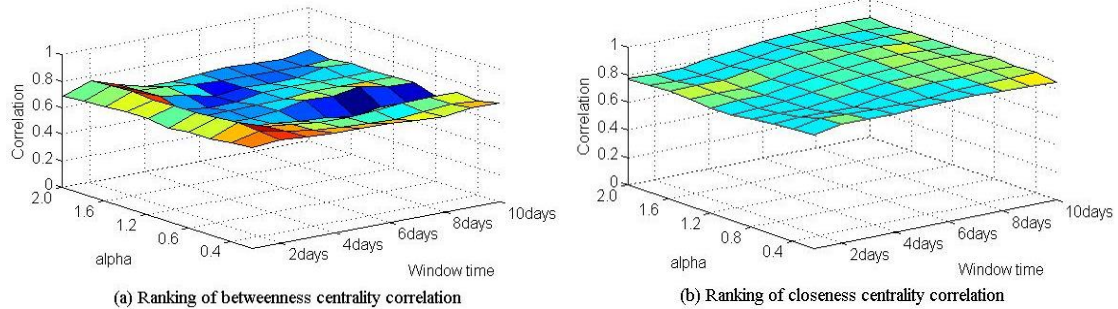 1
0.8
0.6
0.4
0.2
0
Correlation
2.0
1.6
1.2
0.6
0.4
alpha
2days
4days
6days
8days
10days
Window time
(a) Ranking of betweenness centrality correlation
1
0.8
0.6
0.4
0.2
0
Correlation
2.0
1.6
1.2
0.8
0.4
alpha
2days
4days
6days
8days
10days
Window time
(b) Ranking of closeness centrality correlation